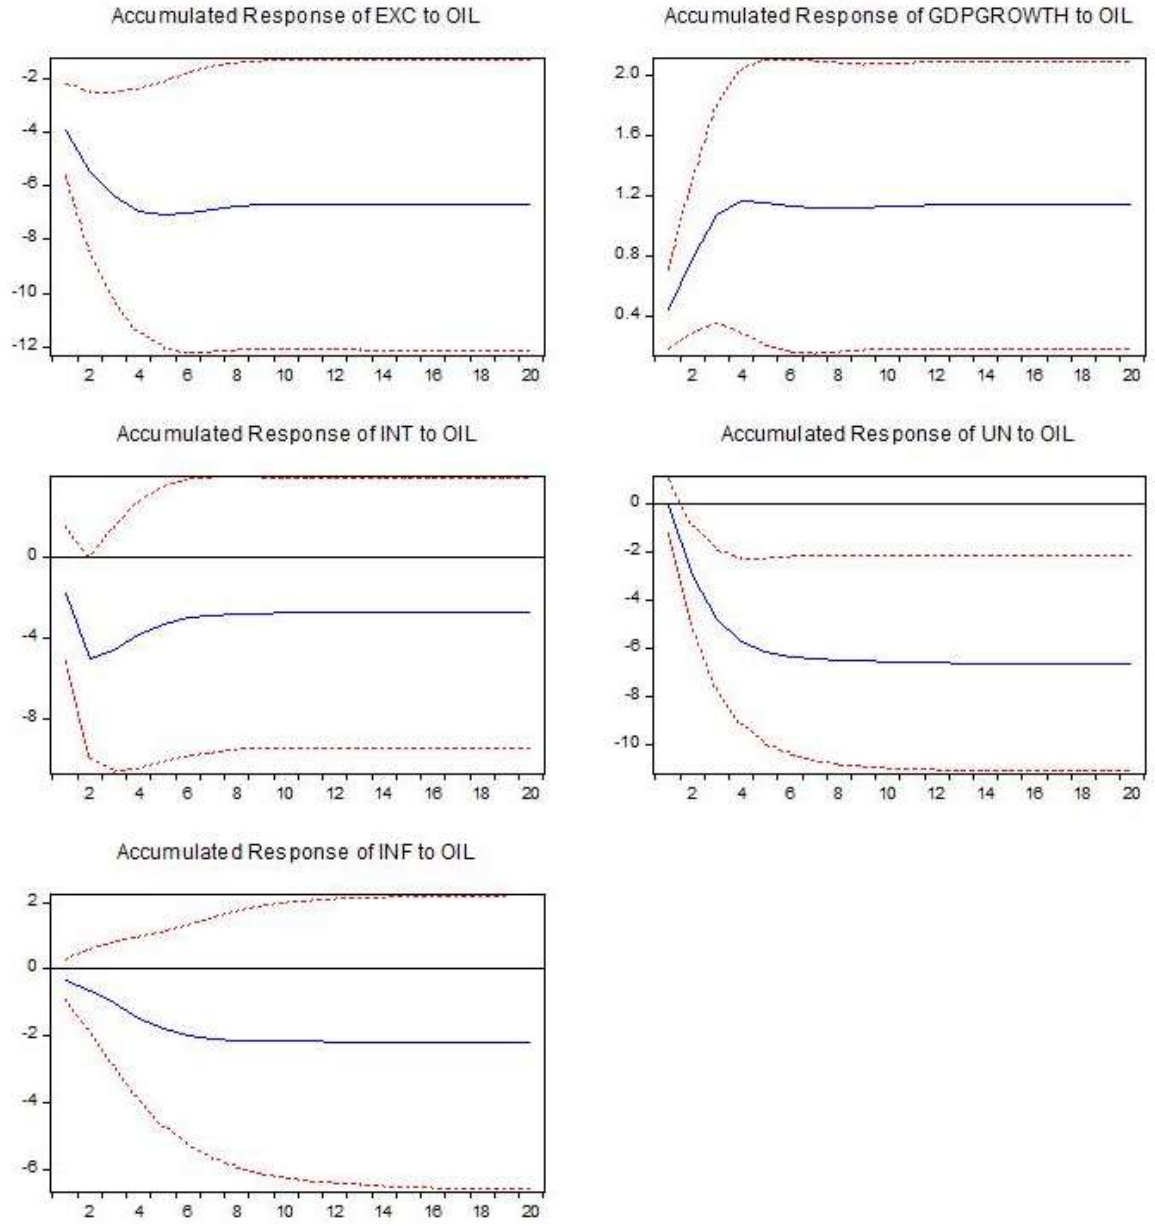 Accumulated Response of EXC to OIL
-2
-4
-6
-8
-10
-12
2 4 6 8 10 12 14 16 18 20
Accumulated Response of GDPGROWTH to OIL
2.0
1.6
1.2
0.8
0.4
2 4 6 8 10 12 14 16 18 20
Accumulated Response of INT to OIL
0
-4
-8
2 4 6 8 10 12 14 16 18 20
Accumulated Response of UN to OIL
0
-2
-4
-6
-8
-10
2 4 6 8 10 12 14 16 18 20
Accumulated Response of INF to OIL
2
0
-2
-4
-6
2 4 6 8 10 12 14 16 18 20